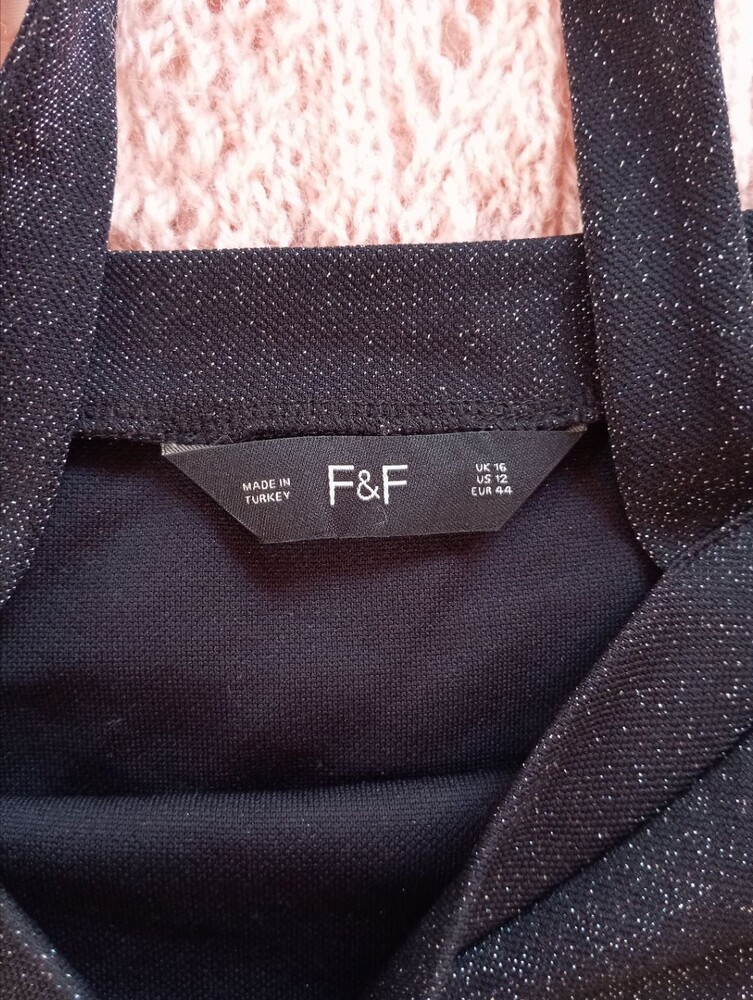 MADE IN
TURKEY
F&F
UK 16
US 12
EUR 44